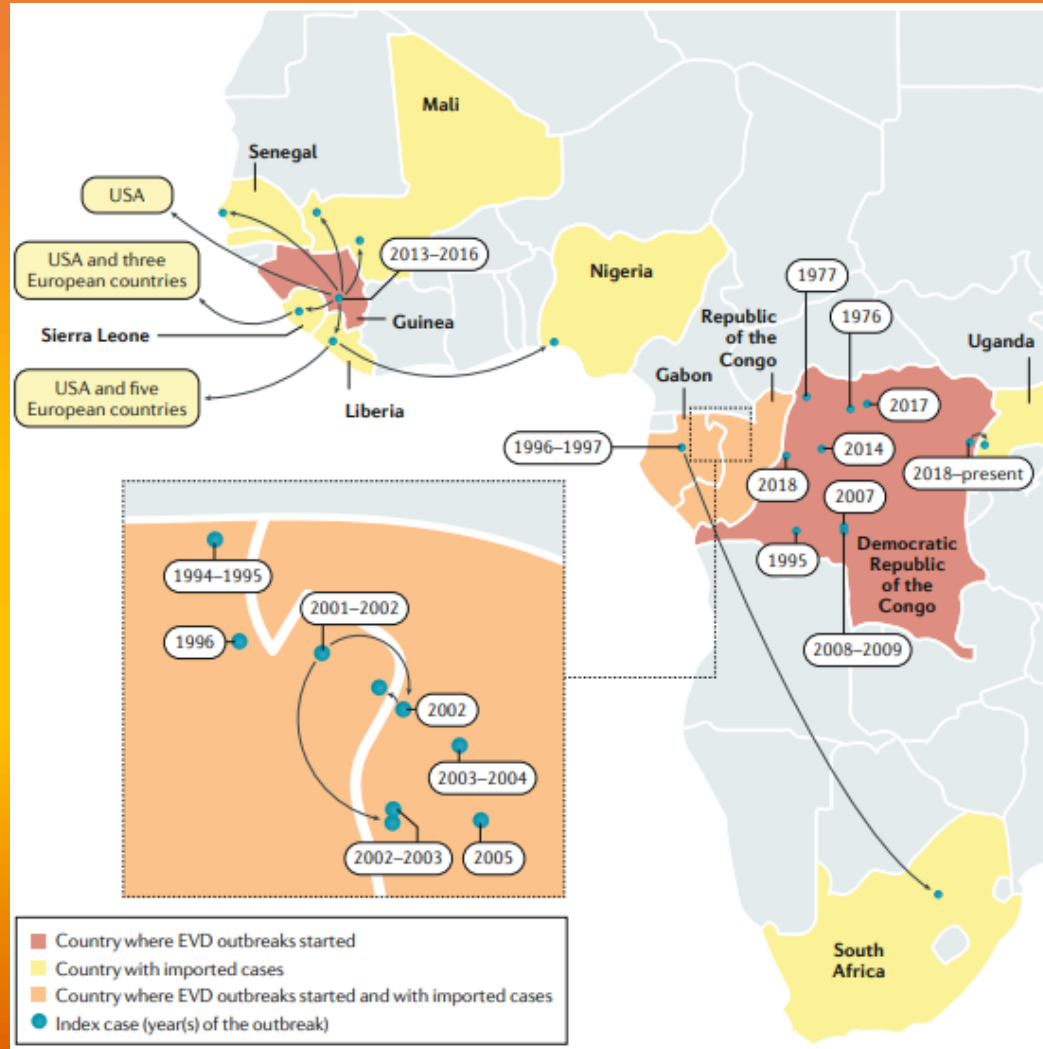 Mali
Senegal
USA
USA and three
European countries
2013–2016
Nigeria
1977
Sierra Leone
Guinea
Republic
of the
Congo
1976
Uganda
USA and five
European countries
Liberia
Gabon
2017
1996–1997
2014
2018
2018–present
2007
1995
Democratic
Republic
of the
Congo
2008–2009
1994–1995
2001–2002
1996
2002
2003–2004
2002–2003
2005
South
Africa
Country where EVD outbreaks started
Country with imported cases
Country where EVD outbreaks started and with imported cases
Index case (year(s) of the outbreak)